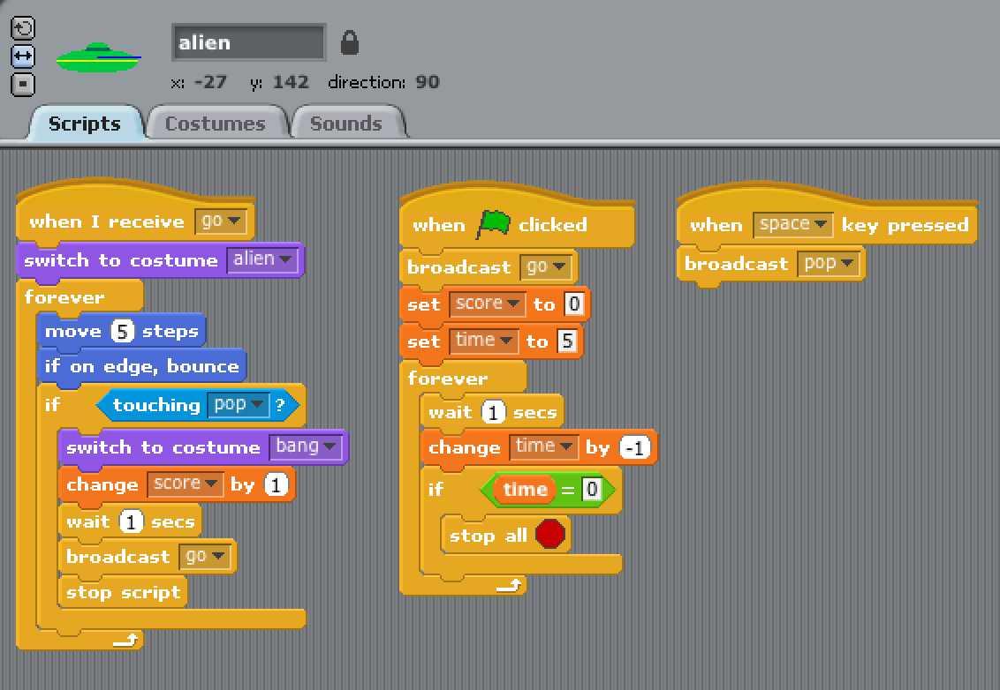 alien
x: -27 y: 142 direction: 90
Scripts Costumes Sounds
when I receive go
switch to costume alien
forever
move 5 steps
if on edge, bounce
if touching pop ?
switch to costume bang
change score by 1
wait 1 secs
broadcast go
stop script
when clicked
broadcast go
set score to 0
set time to 5
forever
wait 1 secs
change time by -1
if time = 0
stop all
when space key pressed
broadcast pop